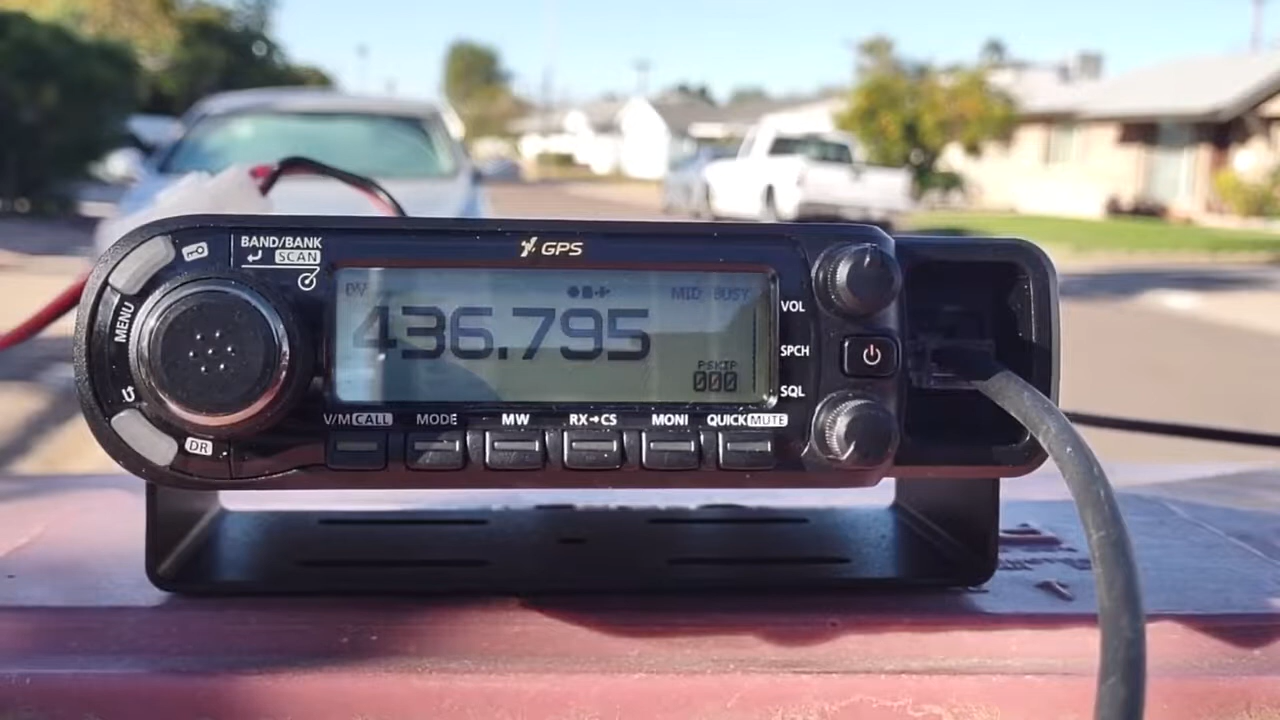 BAND/BANK
SCAN
GPS
MENU
DR
DV
MID BUSY
436.795
PSKIP
000
VOL
SPCH
SQL
V/M CALL
MODE
MW
RX→CS
MONI
QUICK MUTE